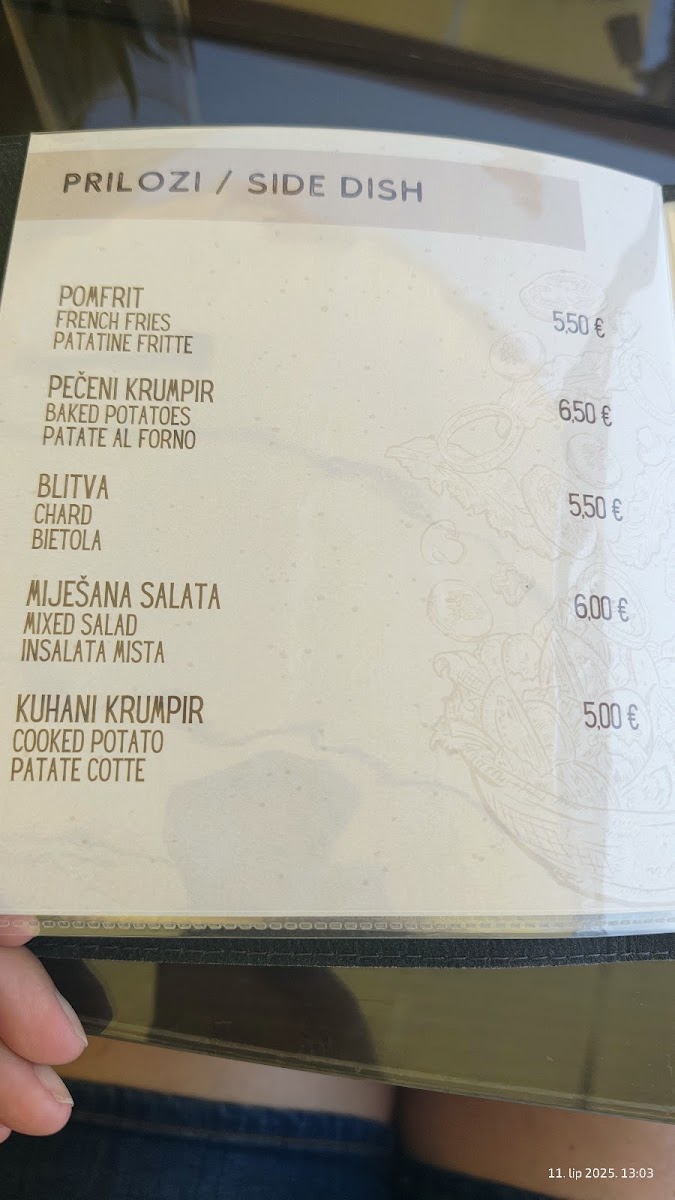 PRILOZI / SIDE DISH
POMFRIT
FRENCH FRIES
PATATINE FRITTE
5,50 €
PEČENI KRUMPIR
BAKED POTATOES
PATATE AL FORNO
6,50 €
BLITVA
CHARD
BIETOLA
5,50 €
MIJEŠANA SALATA
MIXED SALAD
INSALATA MISTA
6,00 €
KUHANI KRUMPIR
COOKED POTATO
PATATE COTTE
5,00 €
11. lip 2025. 13:03